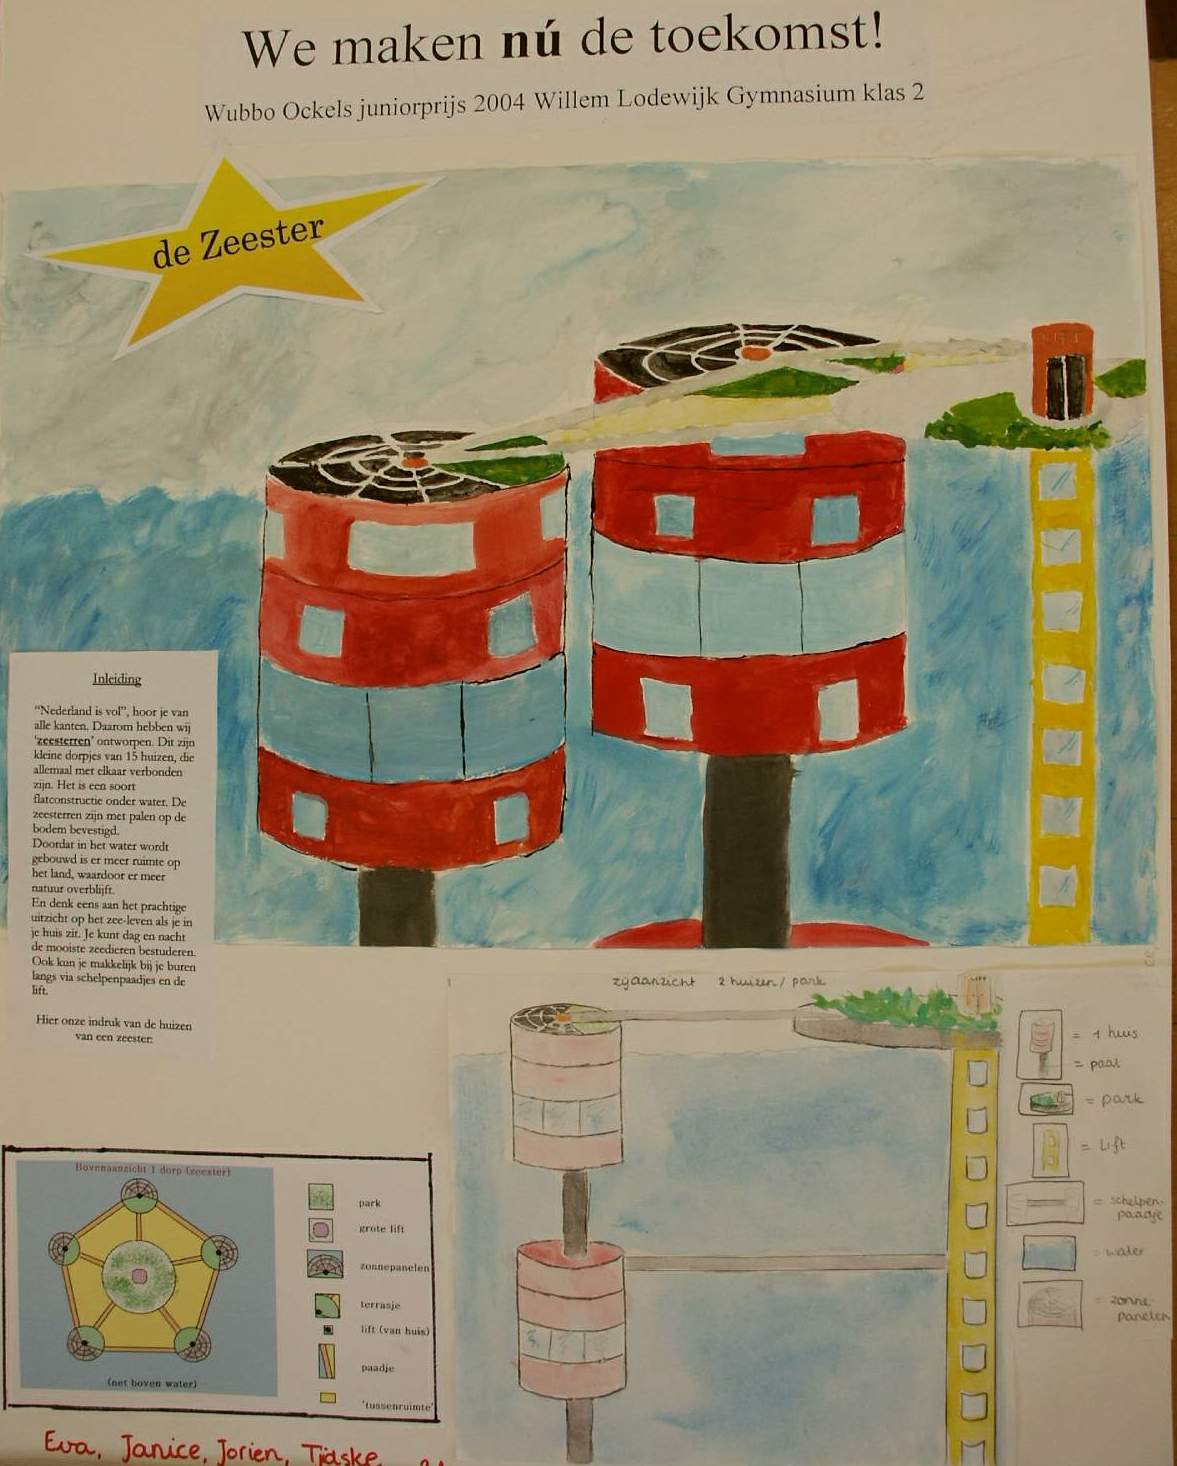 We maken nú de toekomst!
Wubbo Ockels juniorprijs 2004 Willem Lodewijk Gymnasium klas 2
de Zeester
Inleiding
“Nederland is vol”, hoor je van
alle kanten. Daarom hebben wij
‘zeesterren’ ontworpen. Dit zijn
kleine dorpjes van 15 huizen, die
allemaal met elkaar verbonden
zijn. Het is een soort
flatconstructie onder water. De
zeesterren zijn met palen op de
bodem bevestigd.
Doordat in het water wordt
gebouwd is er meer ruimte op
het land, waardoor er meer
natuur overblijft.
En denk eens aan het prachtige
uitzicht op het zee-leven als je in
je huis zit. Je kunt dag en nacht
de mooiste zeedieren bestuderen.
Ook kun je makkelijk bij je buren
langs via schelpenpaadjes en de
lift.
Hier onze indruk van de huizen
van een zeester:
zyaanzicht 2 huizen / park
= 1 huis
= paal
= park
= Lift
= schelpen-
paadje
= water
= zonne-
panelen
Bovenaanzicht 1 dorp (zeester)
(net boven water)
park
grote lift
zonnepanelen
terrasje
lift (van huis)
paadje
'tussenruimte'
Eva, Janice, Jorien, Tjitske